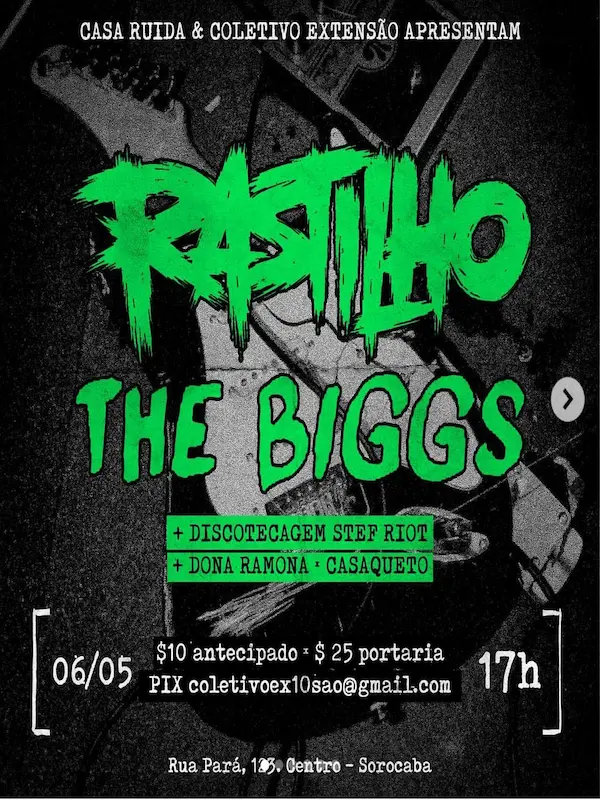 CASA RUIDA & COLETIVO EXTENSÃO APRESENTAM
RASTILHO
THE BIGGS
+ DISCOTECAGEM STEF RIOT
+ DONA RAMONA · CASAQUETO
06/05
$10 antecipado · $ 25 portaria
PIX coletivoex10sao@gmail.com
17h
Rua Pará, 123. Centro - Sorocaba